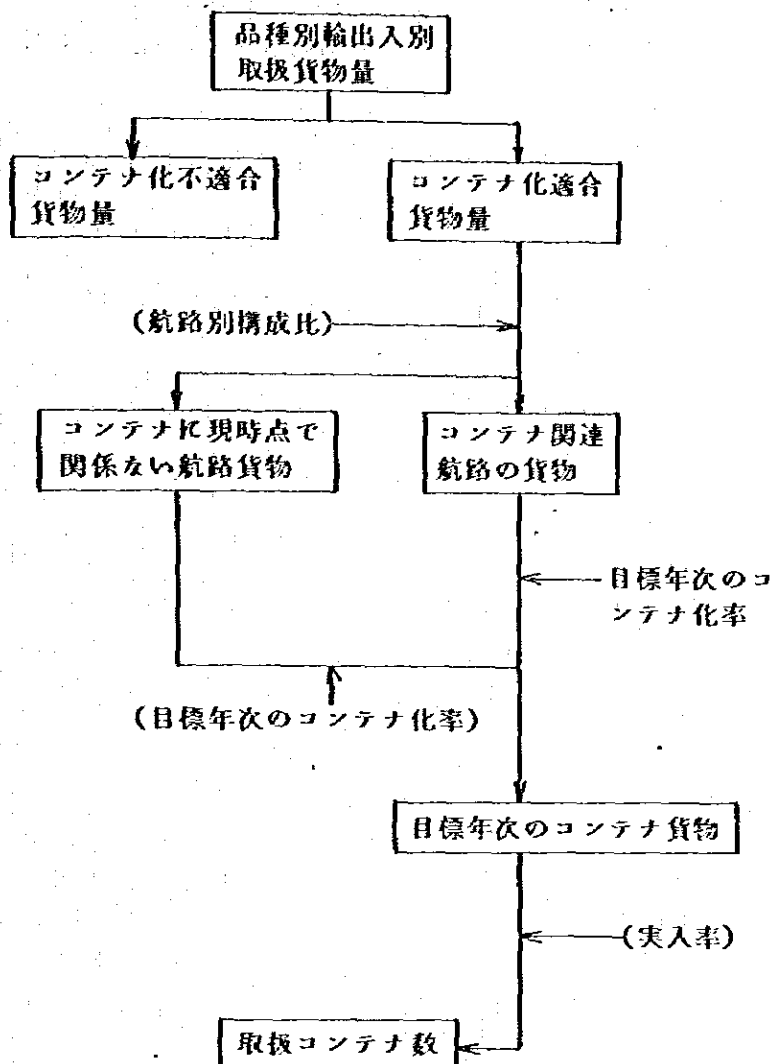 品種別輸出入別
取扱貨物量
コンテナ化不適合
貨物量
コンテナ化適合
貨物量
(航路別構成比)
コンテナに現時点で
関係ない航路貨物
コンテナ関連
航路の貨物
目標年次のコ
ンテナ化率
(目標年次のコンテナ化率)
目標年次のコンテナ貨物
(実入率)
取扱コンテナ数